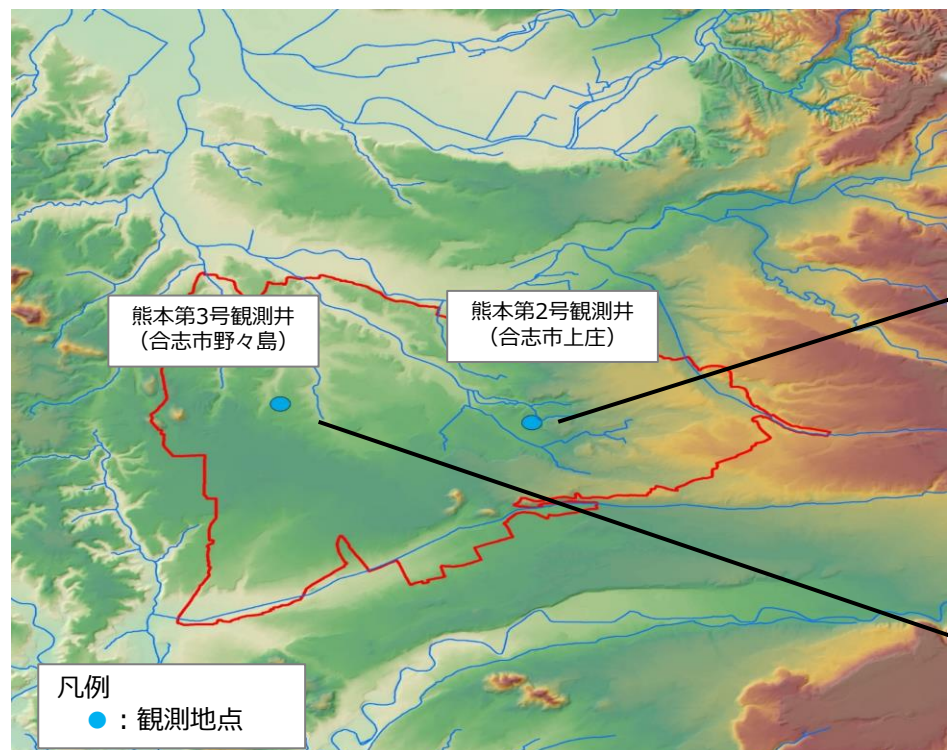 熊本第3号観測井
（合志市野々島）
熊本第2号観測井
（合志市上庄）
凡例
：観測地点